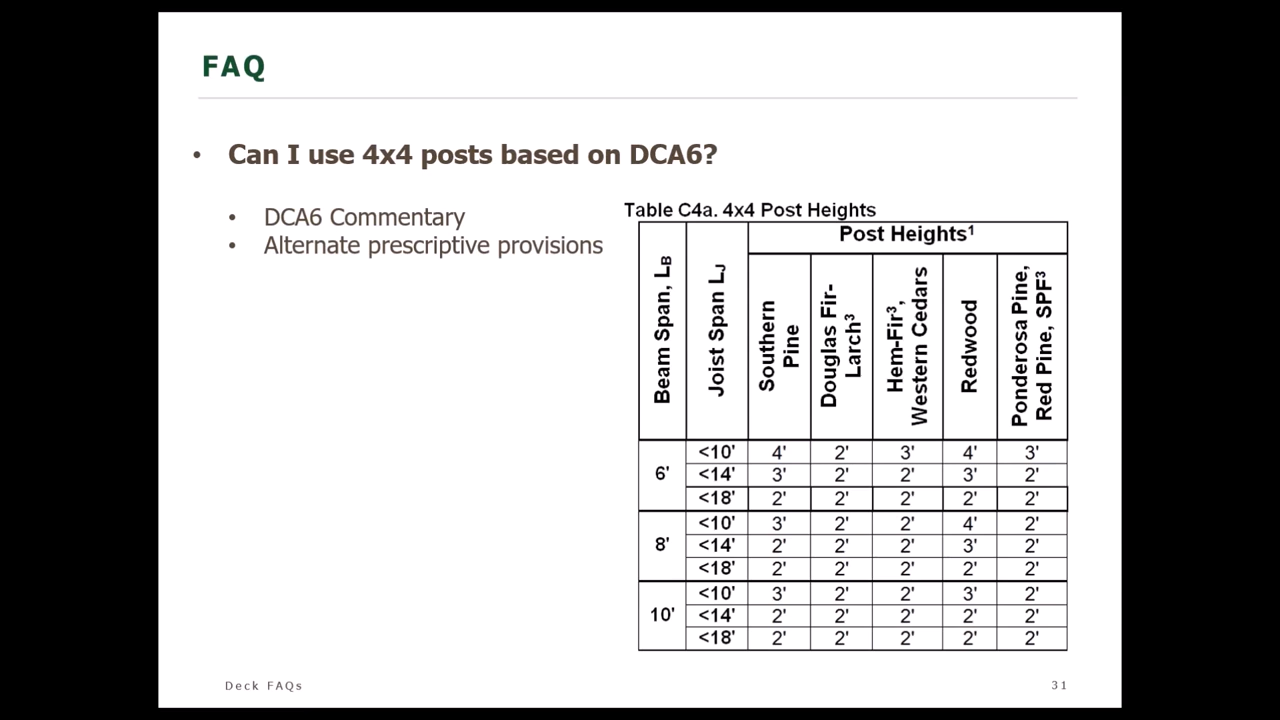 FAQ
• Can I use 4x4 posts based on DCA6?
• DCA6 Commentary
• Alternate prescriptive provisions
Table C4a. 4x4 Post Heights
Beam Span, LB
Joist Span LJ
Post Heights¹
Southern Pine
Douglas Fir-Larch³
Hem-Fir³, Western Cedars
Redwood
Ponderosa Pine, Red Pine, SPF³
6' <10' 4' 2' 3' 4' 3'
<14' 3' 2' 2' 3' 2'
<18' 2' 2' 2' 2' 2'
8' <10' 3' 2' 2' 4' 2'
<14' 2' 2' 2' 3' 2'
<18' 2' 2' 2' 2' 2'
10' <10' 3' 2' 2' 3' 2'
<14' 2' 2' 2' 2' 2'
<18' 2' 2' 2' 2' 2'
Deck FAQs 31